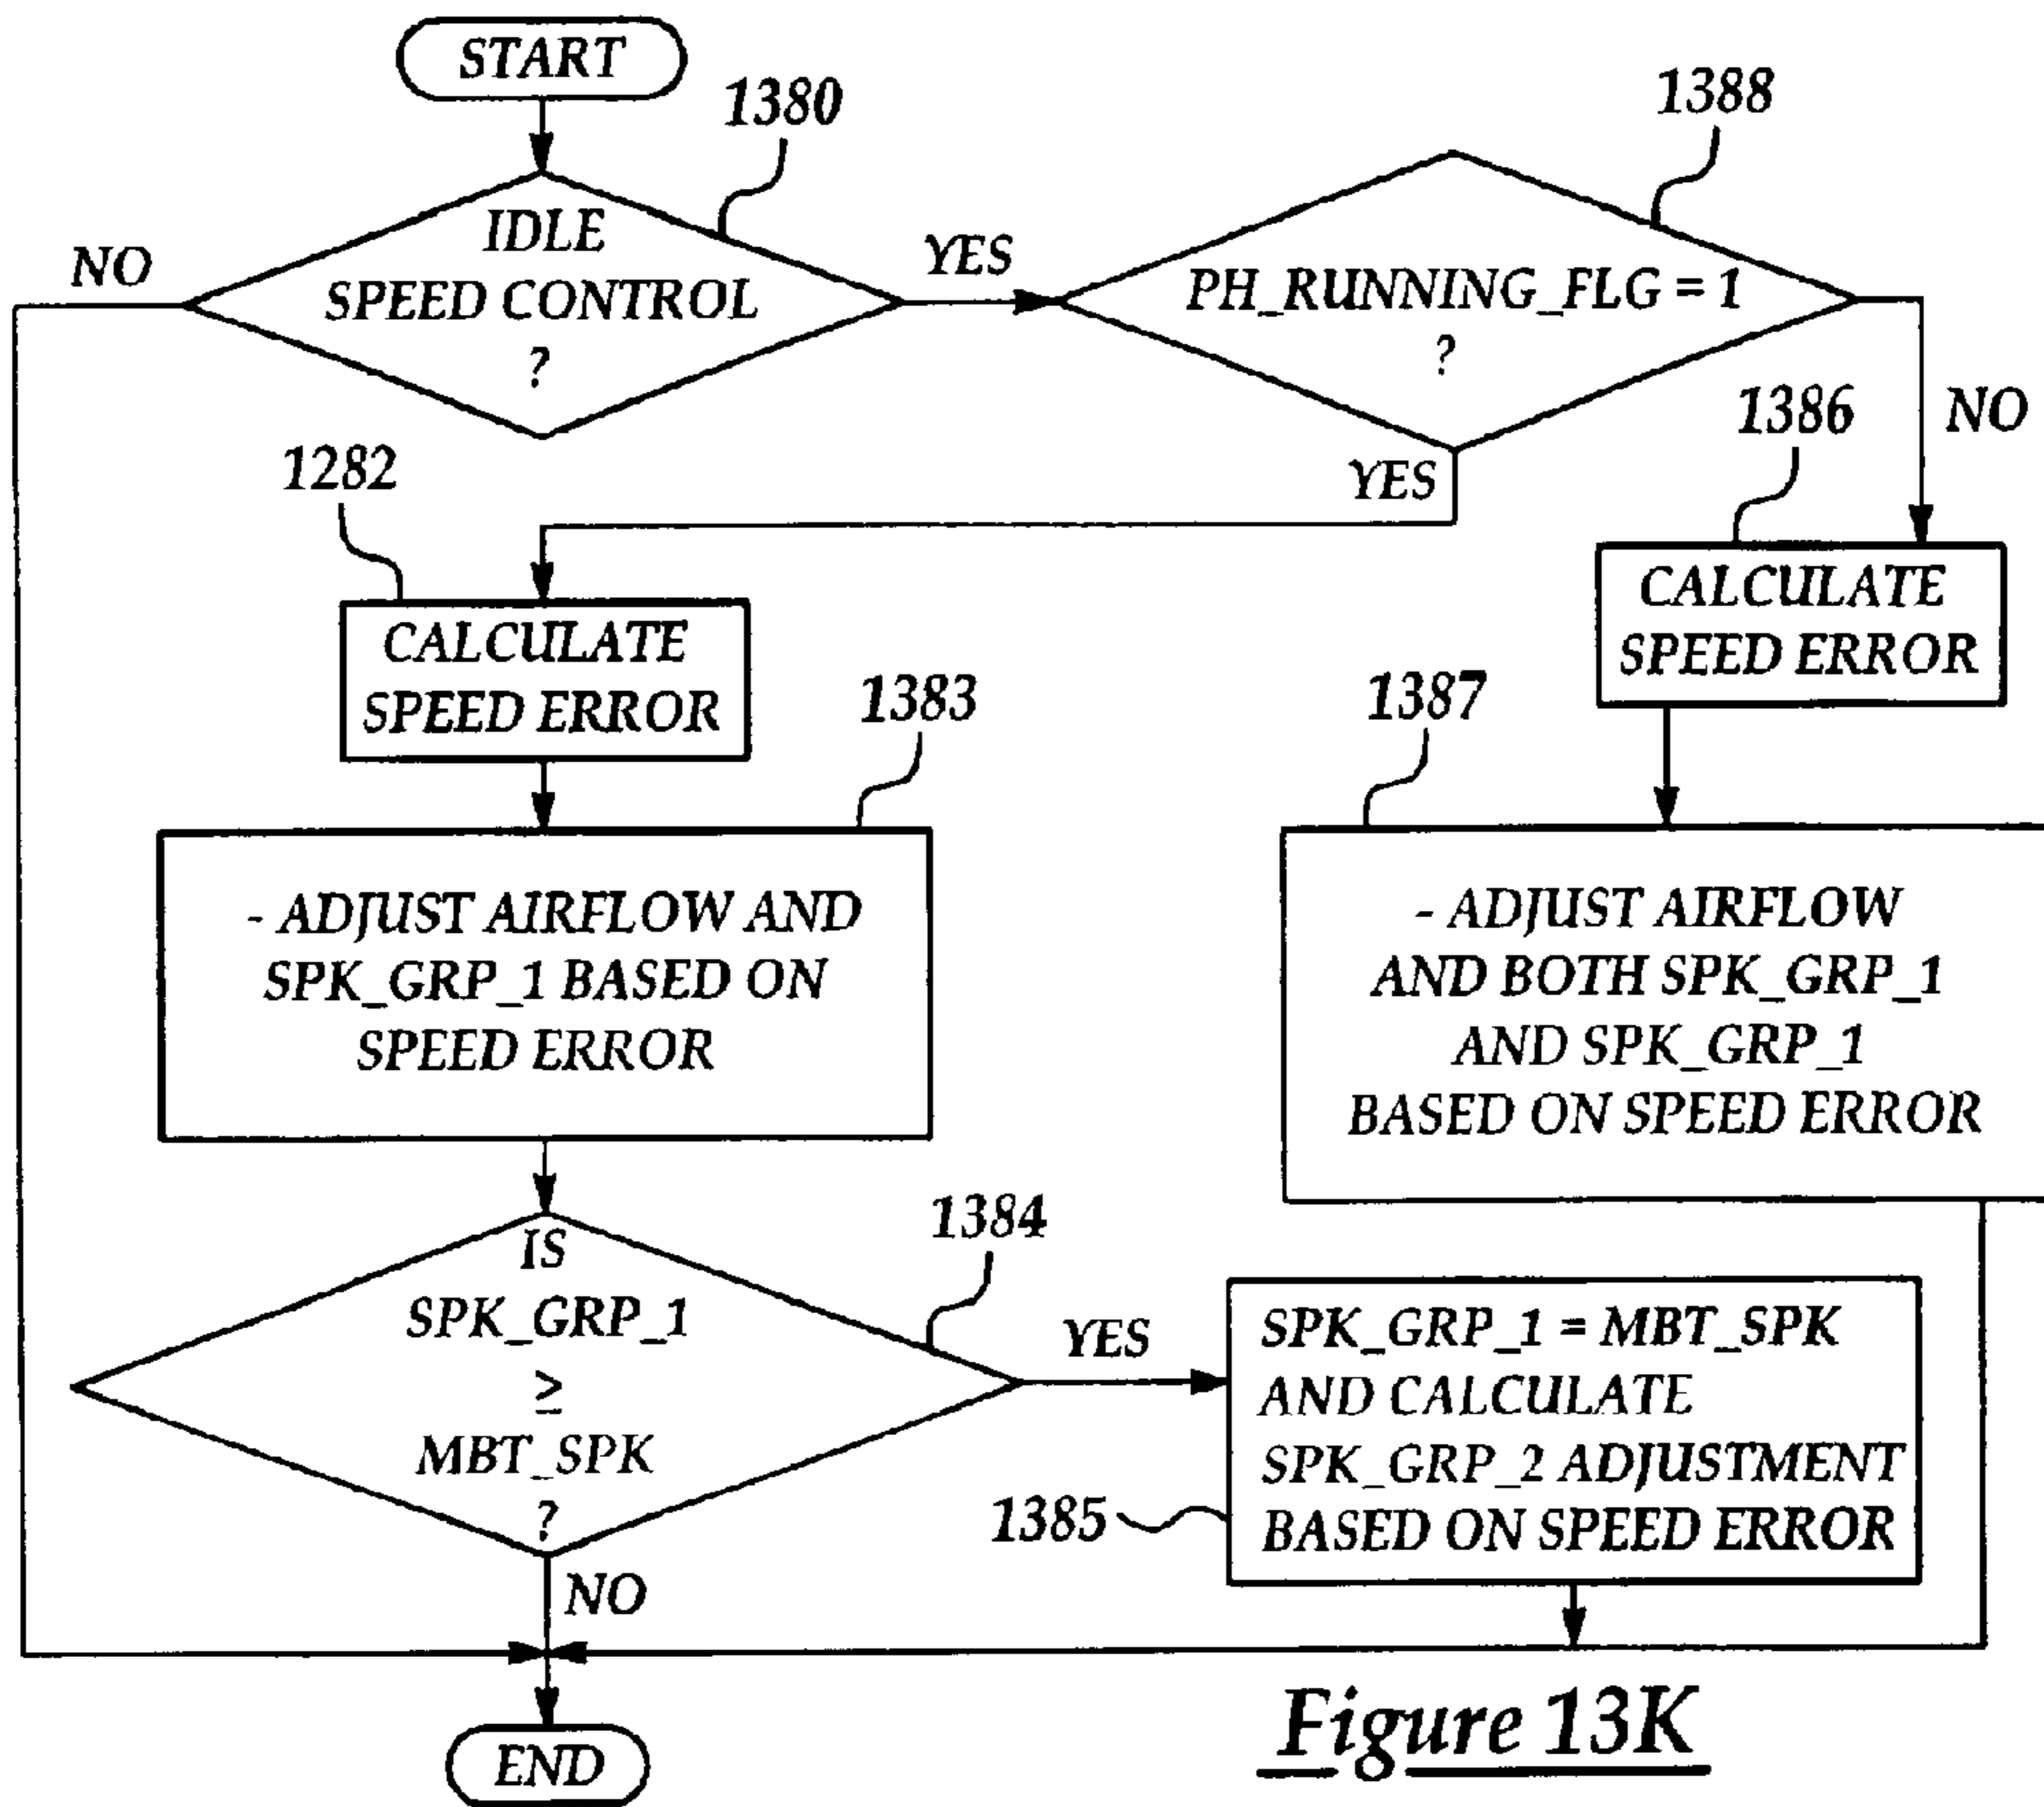 START
1380
1388
IDLE
SPEED CONTROL
?
NO
YES
PH_RUNNING_FLG = 1
?
NO
YES
1282
1386
CALCULATE
SPEED ERROR
CALCULATE
SPEED ERROR
1383
1387
- ADJUST AIRFLOW AND
SPK_GRP_1 BASED ON
SPEED ERROR
- ADJUST AIRFLOW
AND BOTH SPK_GRP_1
AND SPK_GRP_1
BASED ON SPEED ERROR
IS
SPK_GRP_1
≥
MBT_SPK
?
1384
YES
NO
SPK_GRP_1 = MBT_SPK
AND CALCULATE
SPK_GRP_2 ADJUSTMENT
BASED ON SPEED ERROR
1385
END
Figure 13K